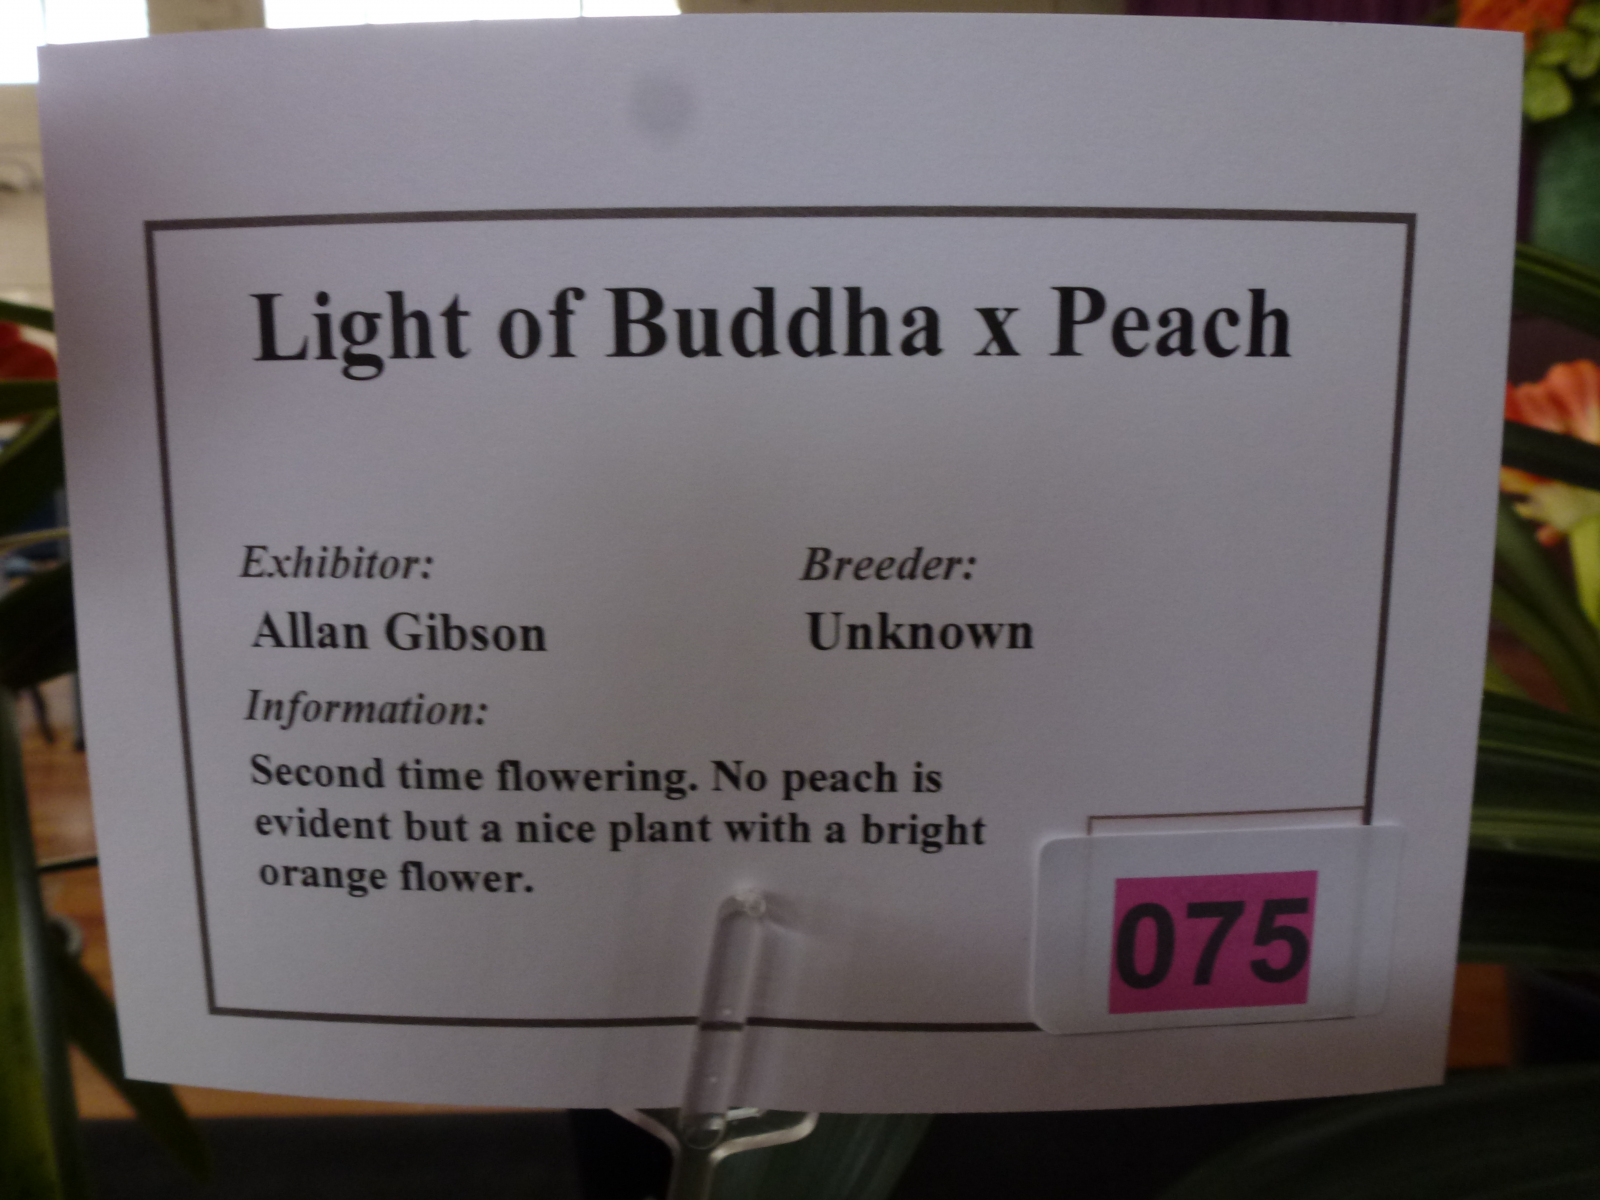 Light of Buddha x Peach
Exhibitor:
Breeder:
Allan Gibson
Unknown
Information:
Second time flowering. No peach is
evident but a nice plant with a bright
orange flower.
075